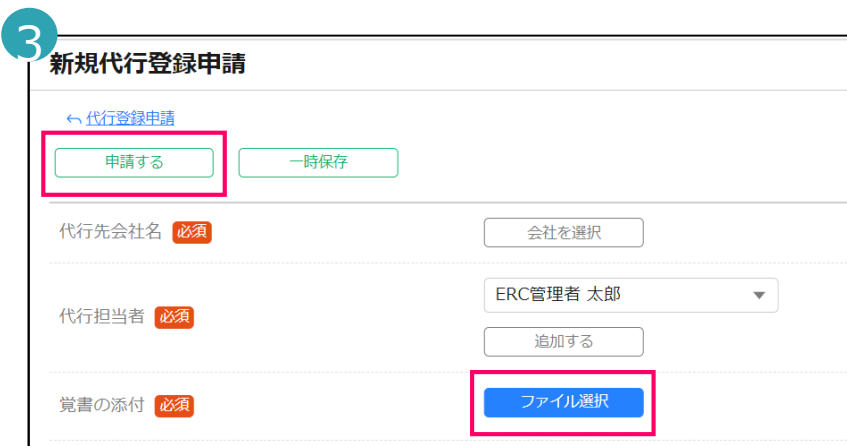 3
新規代行登録申請
代行登録申請
申請する 一時保存
代行先会社名 必須 会社を選択
ERC管理者 太郎
代行担当者 必須
追加する
覚書の添付 必須 ファイル選択